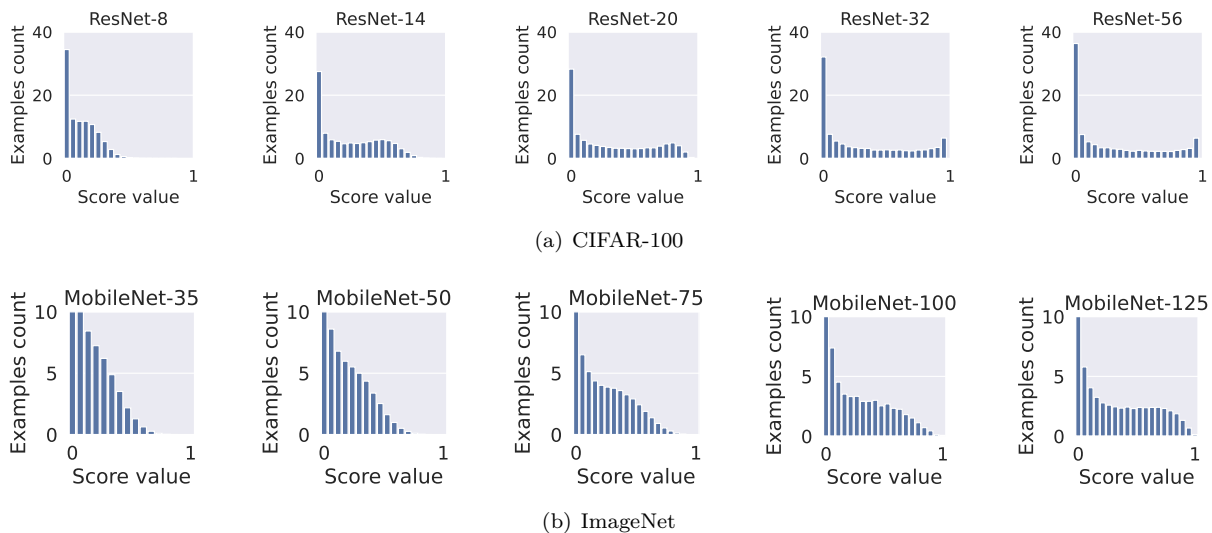 ResNet-8 ResNet-14 ResNet-20 ResNet-32 ResNet-56
Examples count Examples count Examples count Examples count Examples count
40 40 40 40 40
20 20 20 20 20
0 0 0 0 0
0 1 0 1 0 1 0 1 0 1
Score value Score value Score value Score value Score value
(a) CIFAR-100
MobileNet-35 MobileNet-50 MobileNet-75 MobileNet-100 MobileNet-125
Examples count Examples count Examples count Examples count Examples count
10 10 10 10 10
5 5 5 5 5
0 0 0 0 0
0 1 0 1 0 1 0 1 0 1
Score value Score value Score value Score value Score value
(b) ImageNet